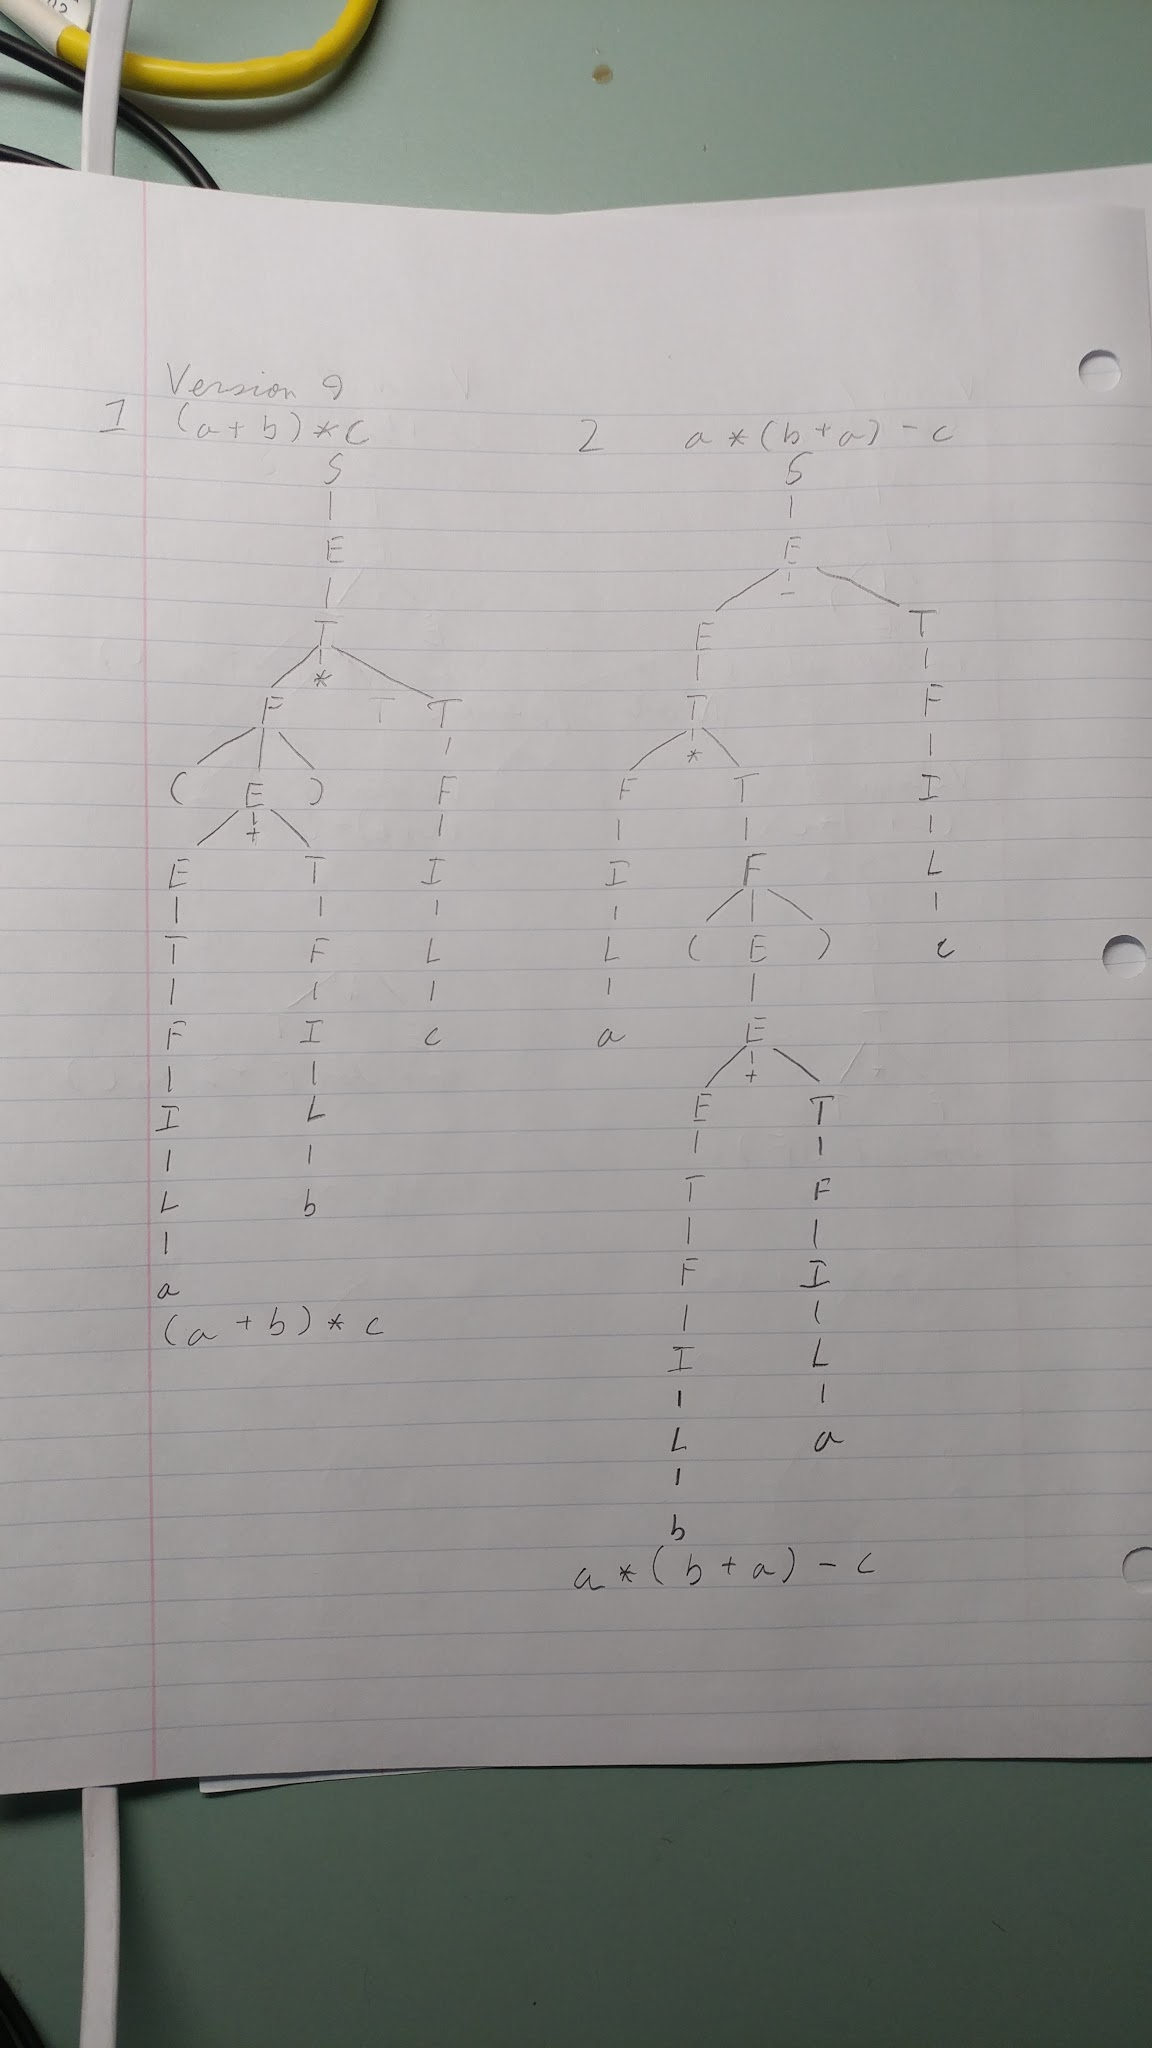 Version 9
1 (a+b)*c
S
|
E
|
T
F * T T
( E ) F
E + T I
T F L
F I c
I L
L b
a
(a + b) * c
2 a *(b+a) - c
S
|
E
E - T
T F
F * T I
I F L
L ( E ) c
a E
E + T
T F
F I
I L
L a
b
a *(b+a) - c